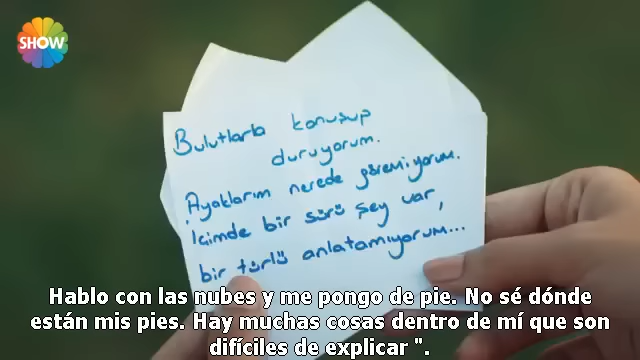 SHOW
Bulutlarla konuşup
duruyorum.
Ayaklarım nerede göremiyorum.
İçimde bir sürü şey var,
bir türlü anlatamıyorum...
Hablo con las nubes y me pongo de pie. No sé dónde
están mis pies. Hay muchas cosas dentro de mí que son
difíciles de explicar ".